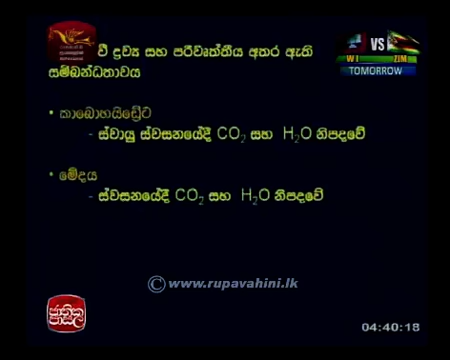 වී ද්‍රව්‍ය සහ පරිවෘත්තීය අතර ඇති
සම්බන්ධතාවය
VS
W I ZIM
TOMORROW
• කාබොහයිඩ්‍රේට
- ස්වායු ස්වසනයේදී CO₂ සහ H₂O නිපදවේ
• මේදය
- ස්වසනයේදී CO₂ සහ H₂O නිපදවේ
© www.rupavahini.lk
ජාතික
පාසල
04:40:18